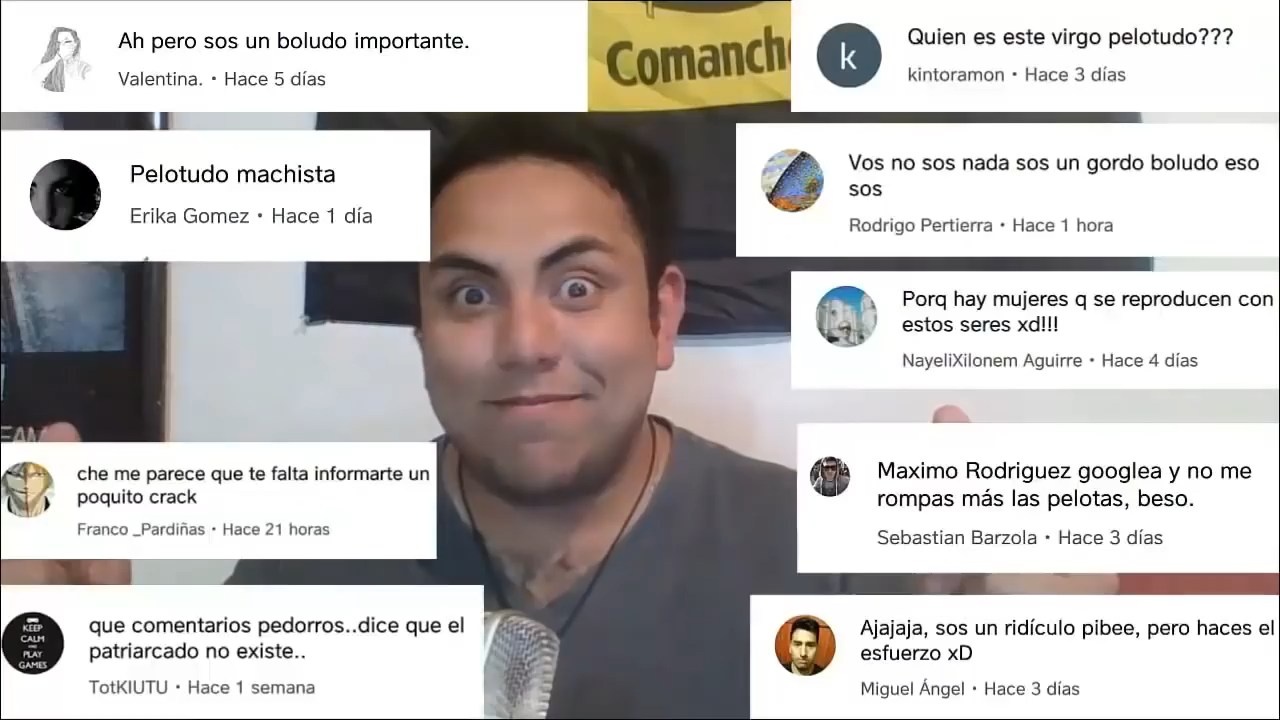 Ah pero sos un boludo importante.
Valentina. • Hace 5 días
Comanch
k
Quien es este virgo pelotudo???
kintoramon • Hace 3 días
Pelotudo machista
Erika Gomez • Hace 1 día
Vos no sos nada sos un gordo boludo eso
sos
Rodrigo Pertierra • Hace 1 hora
Porq hay mujeres q se reproducen con
estos seres xd!!!
NayeliXilonem Aguirre • Hace 4 días
che me parece que te falta informarte un
poquito crack
Franco _Pardiñas • Hace 21 horas
Maximo Rodriguez googlea y no me
rompas más las pelotas, beso.
Sebastian Barzola • Hace 3 días
KEEP
CALM
AND
PLAY
GAMES
que comentarios pedorros..dice que el
patriarcado no existe..
TotKIUTU • Hace 1 semana
Ajajaja, sos un ridículo pibee, pero haces el
esfuerzo xD
Miguel Ángel • Hace 3 días